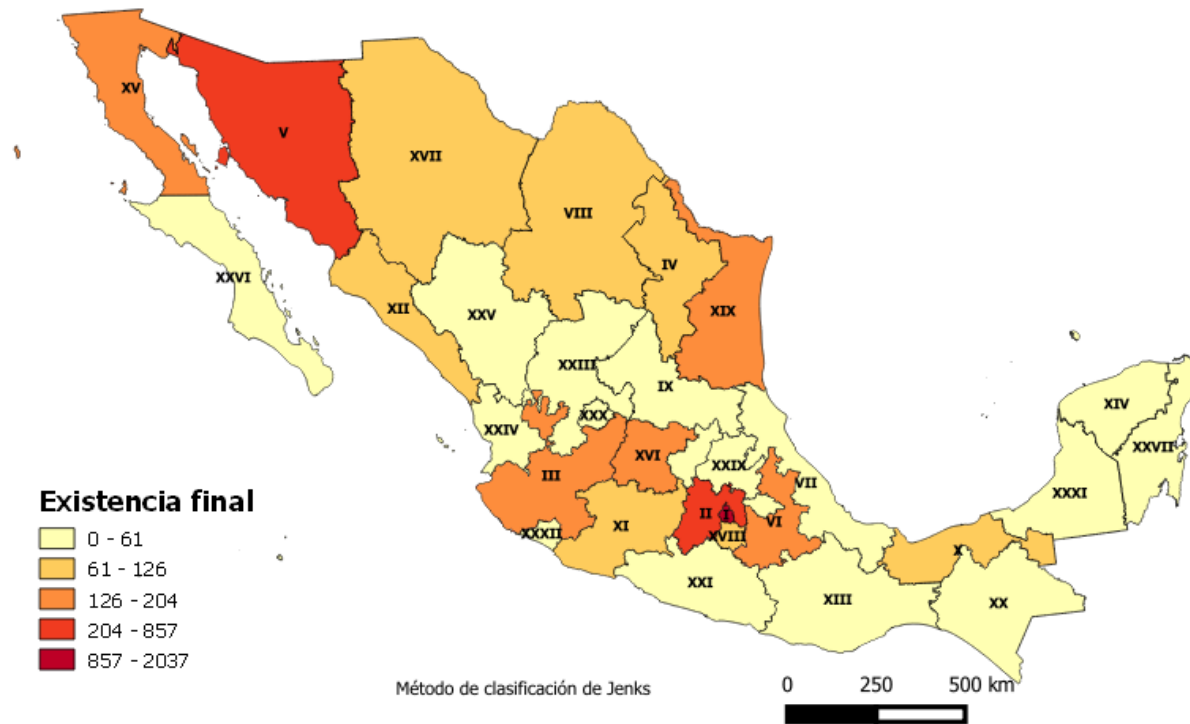 XV
V
XVII
VIII
IV
XXVI
XII
XIX
XXV
XXIII
IX
XIV
XXIV
XXX
XXVII
III
XVI
XXIX
VII
XXXI
II
I
VI
XI
XVIII
XXXII
X
XXI
XIII
XX
Existencia final
0 - 61
61 - 126
126 - 204
204 - 857
857 - 2037
Método de clasificación de Jenks
0 250 500 km